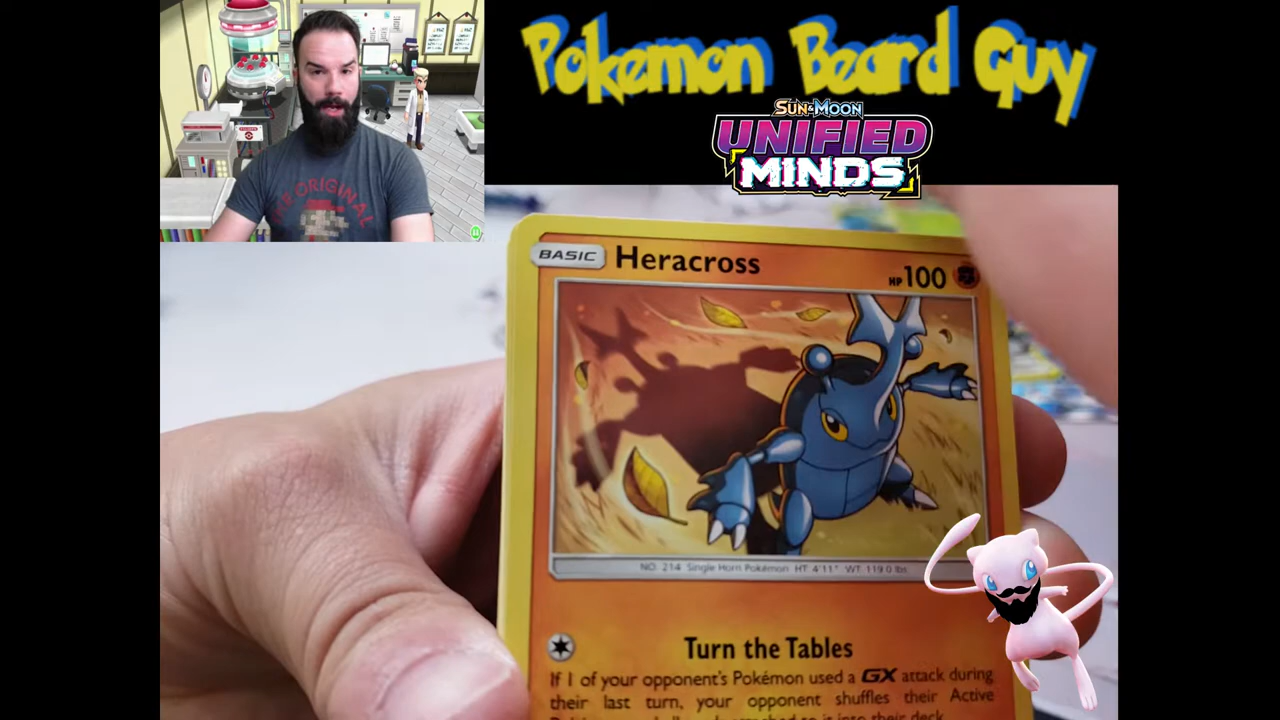 Pokemon Beard Guy
SUN & MOON
UNIFIED
MINDS
ORIGINAL
BASIC Heracross HP 100
NO. 214 Single Horn Pokémon HT: 4'11" WT: 119.0 lbs
Turn the Tables
If 1 of your opponent's Pokémon used a GX attack during
their last turn, your opponent shuffles their Active